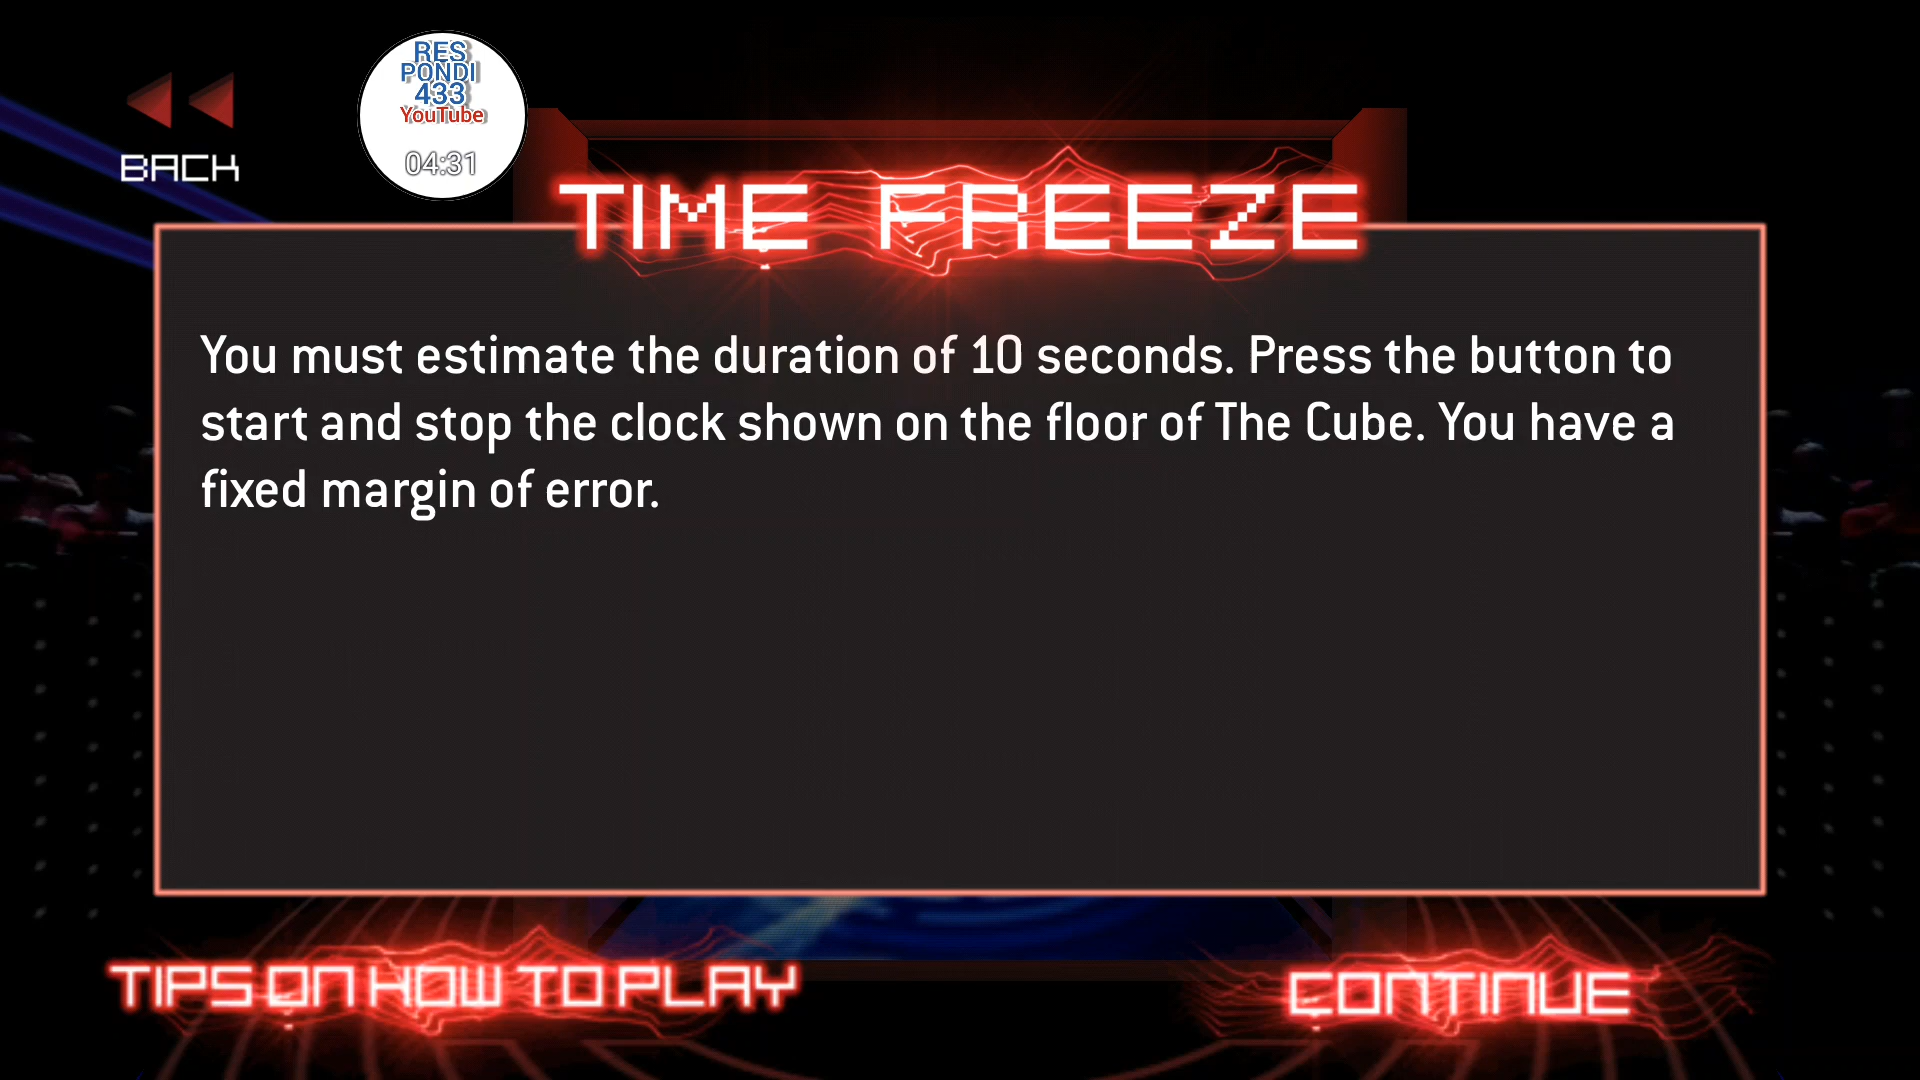 RES
PONDI
433
YouTube
04:31
BACK
TIME FREEZE
You must estimate the duration of 10 seconds. Press the button to
start and stop the clock shown on the floor of The Cube. You have a
fixed margin of error.
TIPS ON HOW TO PLAY
CONTINUE